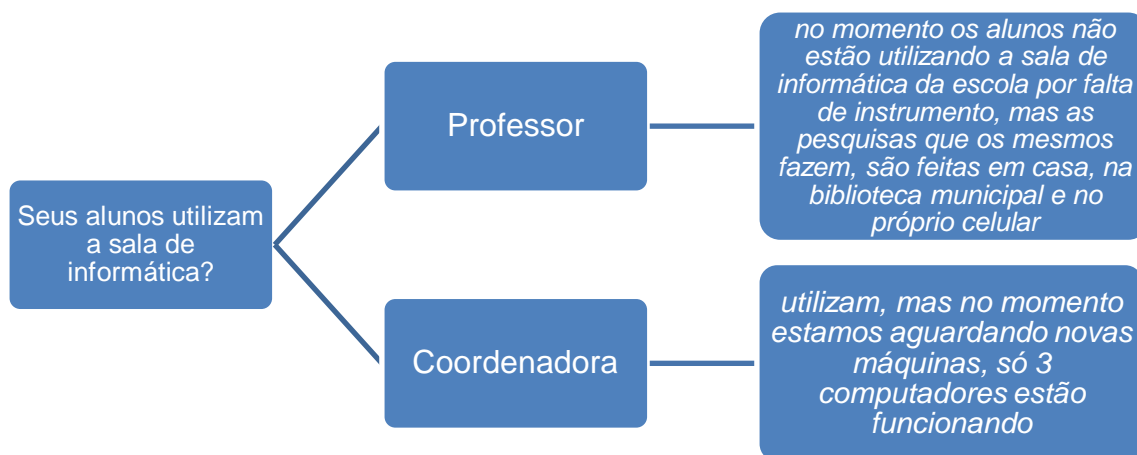 Seus alunos utilizam
a sala de
informática?
Professor
no momento os alunos não
estão utilizando a sala de
informática da escola por falta
de instrumento, mas as
pesquisas que os mesmos
fazem, são feitas em casa, na
biblioteca municipal e no
próprio celular
Coordenadora
utilizam, mas no momento
estamos aguardando novas
máquinas, só 3
computadores estão
funcionando